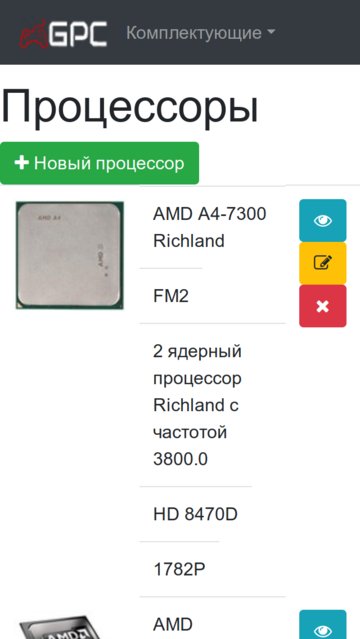 GPC Комплектующие
Процессоры
Новый процессор
AMD A4
AMD
AMD A4-7300
Richland
FM2
2 ядерный
процессор
Richland с
частотой
3800.0
HD 8470D
1782P
AMD
AMD